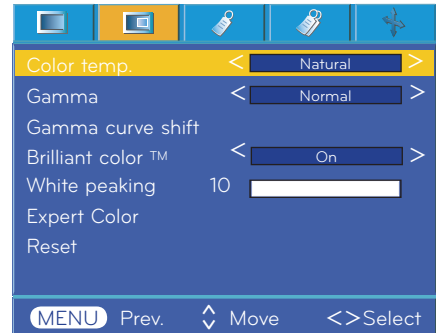 Color temp. < Natural >
Gamma < Normal >
Gamma curve shift
Brilliant color ™ < On >
White peaking 10
Expert Color
Reset
MENU Prev. Move <>Select